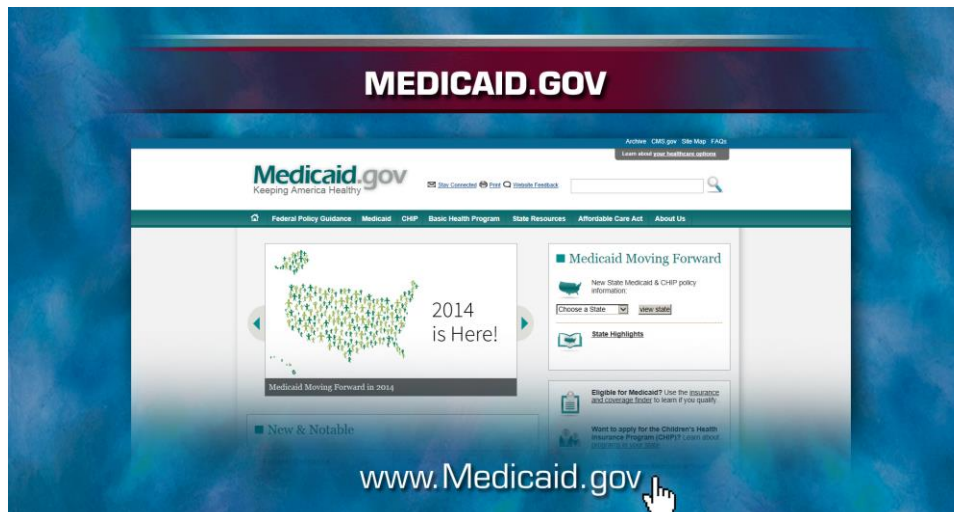 MEDICAID.GOV
Archive CMS.gov Site Map FAQs
Learn about your healthcare options
Medicaid.gov
Keeping America Healthy
Stay Connected Print Website Feedback
Federal Policy Guidance Medicaid CHIP Basic Health Program State Resources Affordable Care Act About Us
2014
is Here!
Medicaid Moving Forward in 2014
Medicaid Moving Forward
New State Medicaid & CHIP policy
information:
Choose a State view state
State Highlights
Eligible for Medicaid? Use the insurance
and coverage finder to learn if you qualify.
Want to apply for the Children's Health
Insurance Program (CHIP)? Learn about
programs in your state.
New & Notable
www.Medicaid.gov